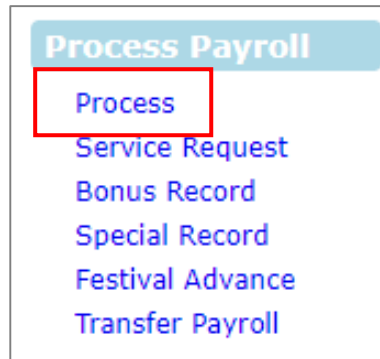 Process Payroll
Process
Service Request
Bonus Record
Special Record
Festival Advance
Transfer Payroll